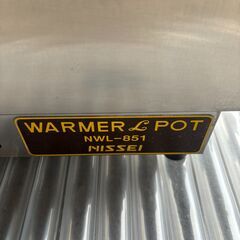 WARMER L POT
NWL-851
NISSEI